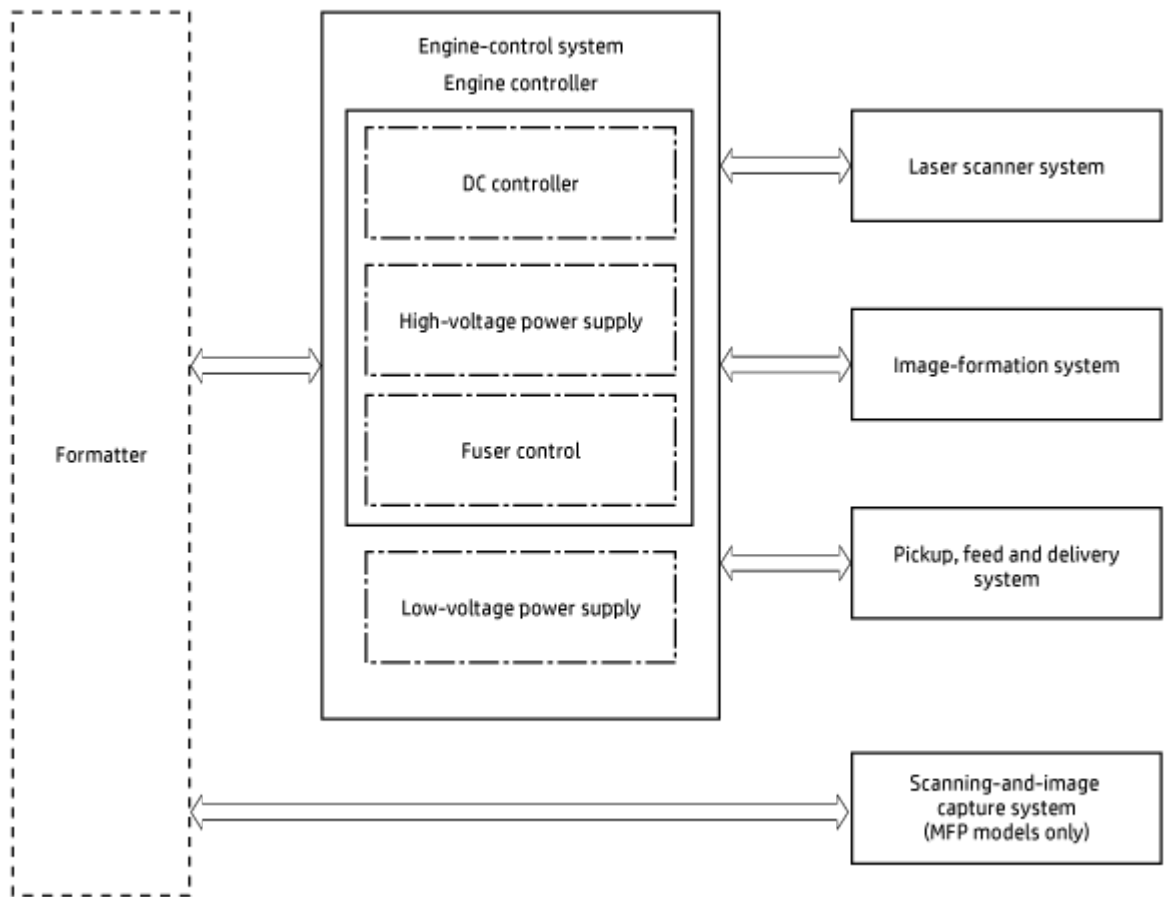 Engine-control system
Engine controller
DC controller
High-voltage power supply
Fuser control
Low-voltage power supply
Formatter
Laser scanner system
Image-formation system
Pickup, feed and delivery
system
Scanning-and-image
capture system
(MFP models only)